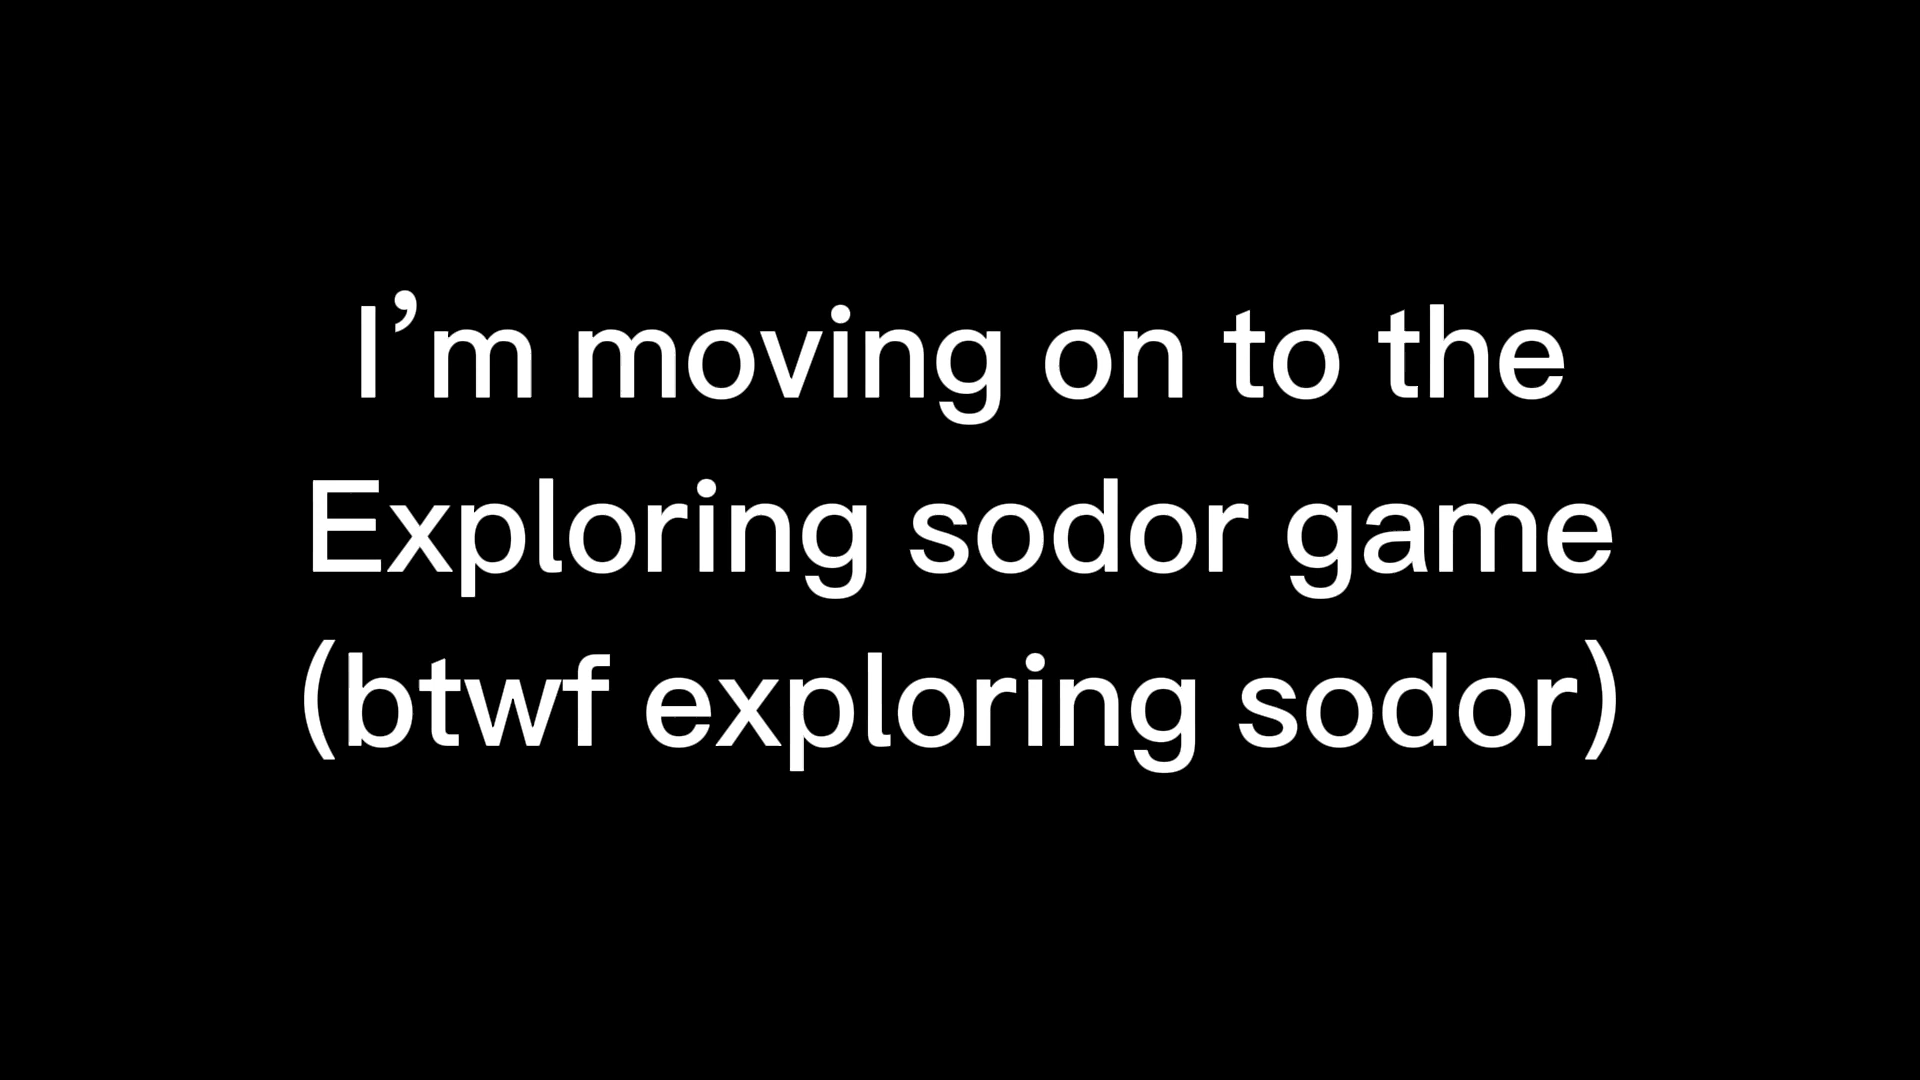 I’m moving on to the
Exploring sodor game
(btwf exploring sodor)